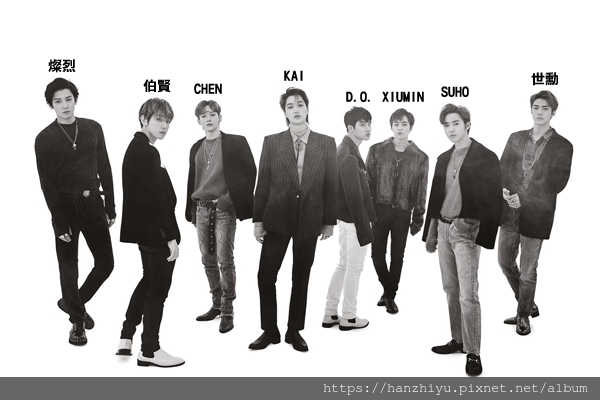 燦烈
伯賢
CHEN
KAI
D.O.
XIUMIN
SUHO
世勳
https://hanzhiyu.pixnet.net/album